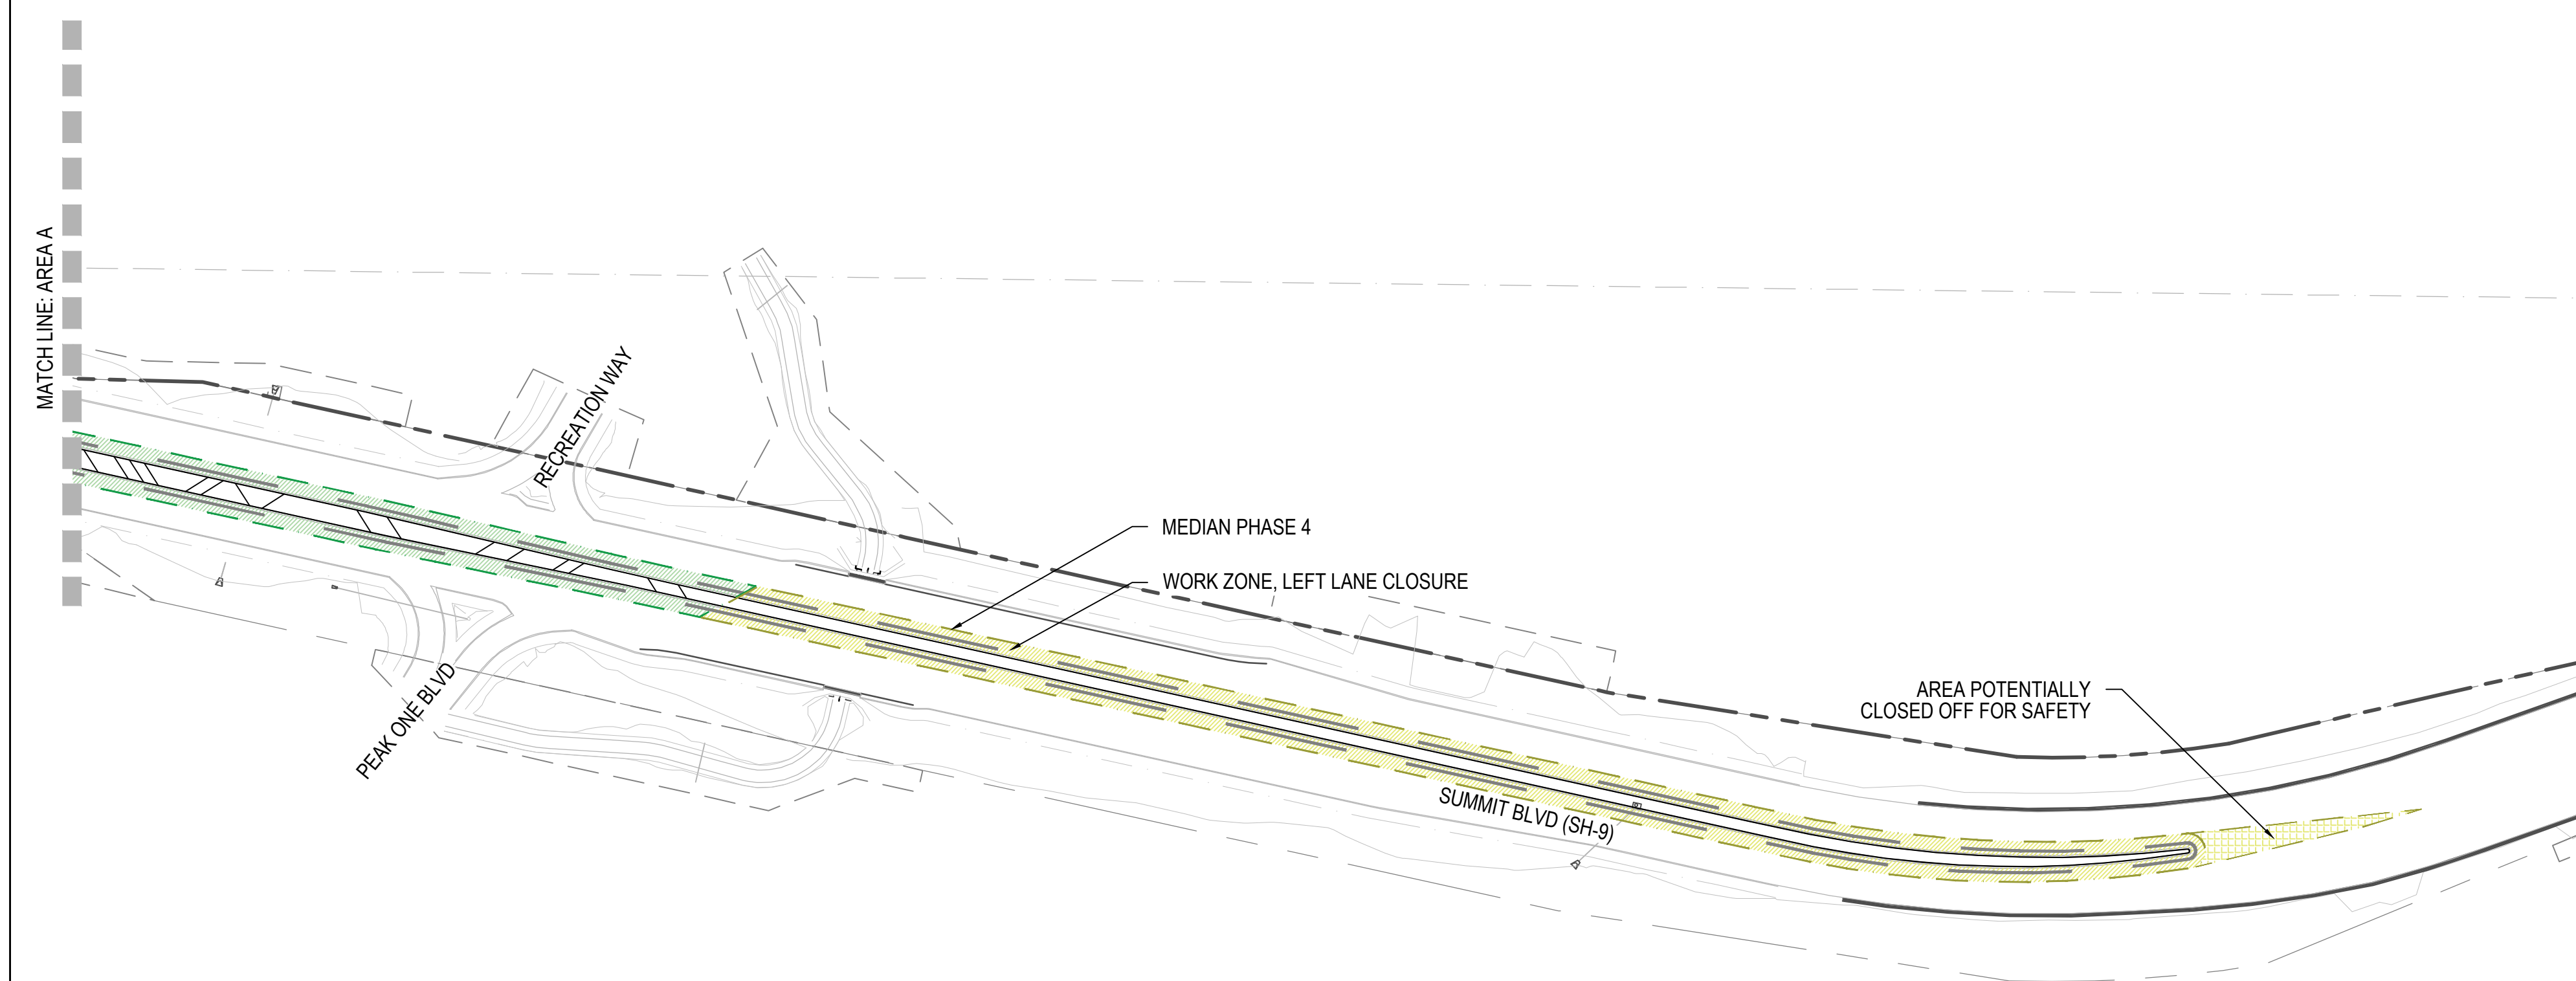 MATCH LINE: AREA A
RECREATION WAY
MEDIAN PHASE 4
WORK ZONE, LEFT LANE CLOSURE
PEAK ONE BLVD
AREA POTENTIALLY
CLOSED OFF FOR SAFETY
SUMMIT BLVD (SH-9)